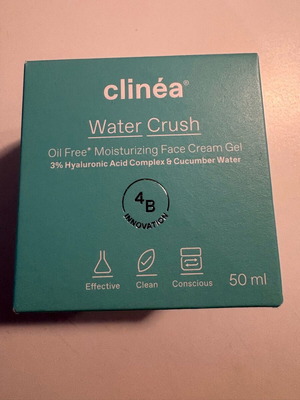 clinéa®
Water Crush
Oil Free* Moisturizing Face Cream Gel
3% Hyaluronic Acid Complex & Cucumber Water
4
B
INNOVATION
Effective Clean Conscious
50 ml